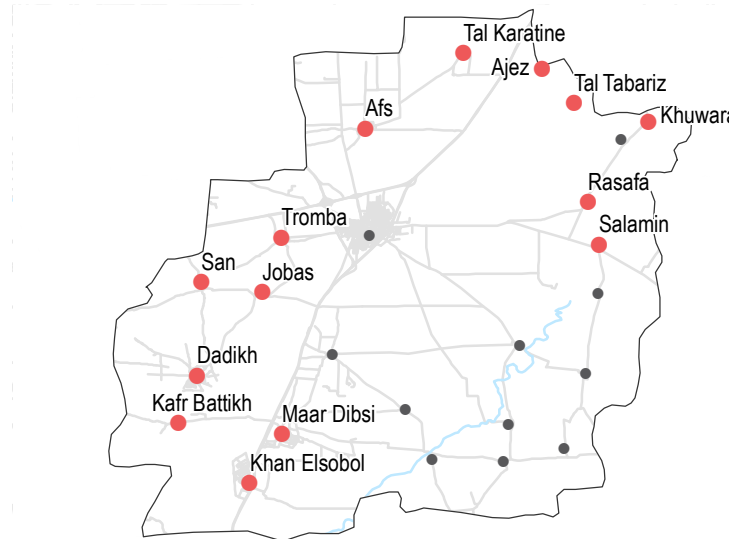 Tal Karatine
Ajez
Tal Tabariz
Afs
Khuwara
Rasafa
Tromba
Salamin
San
Jobas
Dadikh
Kafr Battikh
Maar Dibsi
Khan Elsobol